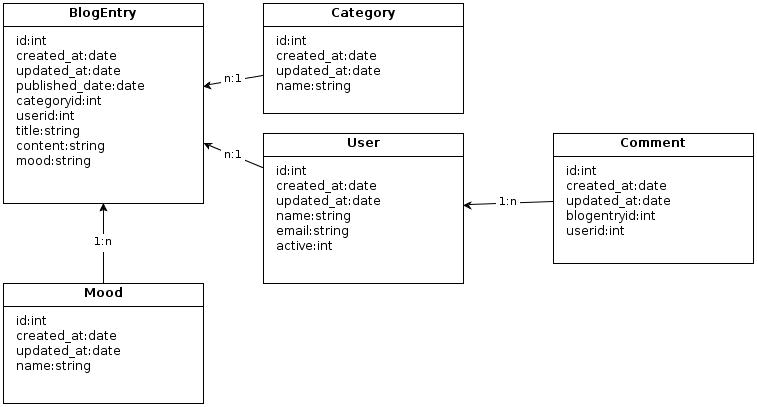 BlogEntry
id:int
created_at:date
updated_at:date
published_date:date
categoryid:int
userid:int
title:string
content:string
mood:string
Category
id:int
created_at:date
updated_at:date
name:string
n:1
User
id:int
created_at:date
updated_at:date
name:string
email:string
active:int
n:1
Comment
id:int
created_at:date
updated_at:date
blogentryid:int
userid:int
1:n
1:n
Mood
id:int
created_at:date
updated_at:date
name:string